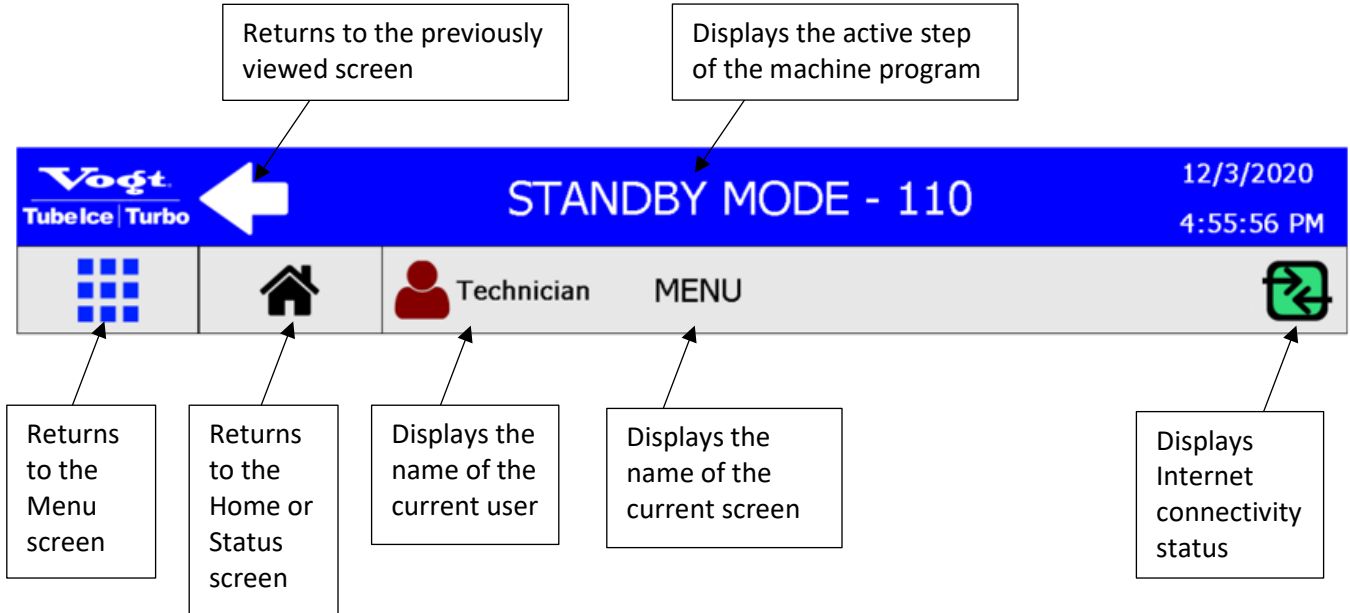 Returns to the previously
viewed screen
Displays the active step
of the machine program
Vogt
TubeIce | Turbo
STANDBY MODE - 110
12/3/2020
4:55:56 PM
Technician
MENU
Returns
to the
Menu
screen
Returns
to the
Home or
Status
screen
Displays the
name of the
current user
Displays the
name of the
current screen
Displays
Internet
connectivity
status